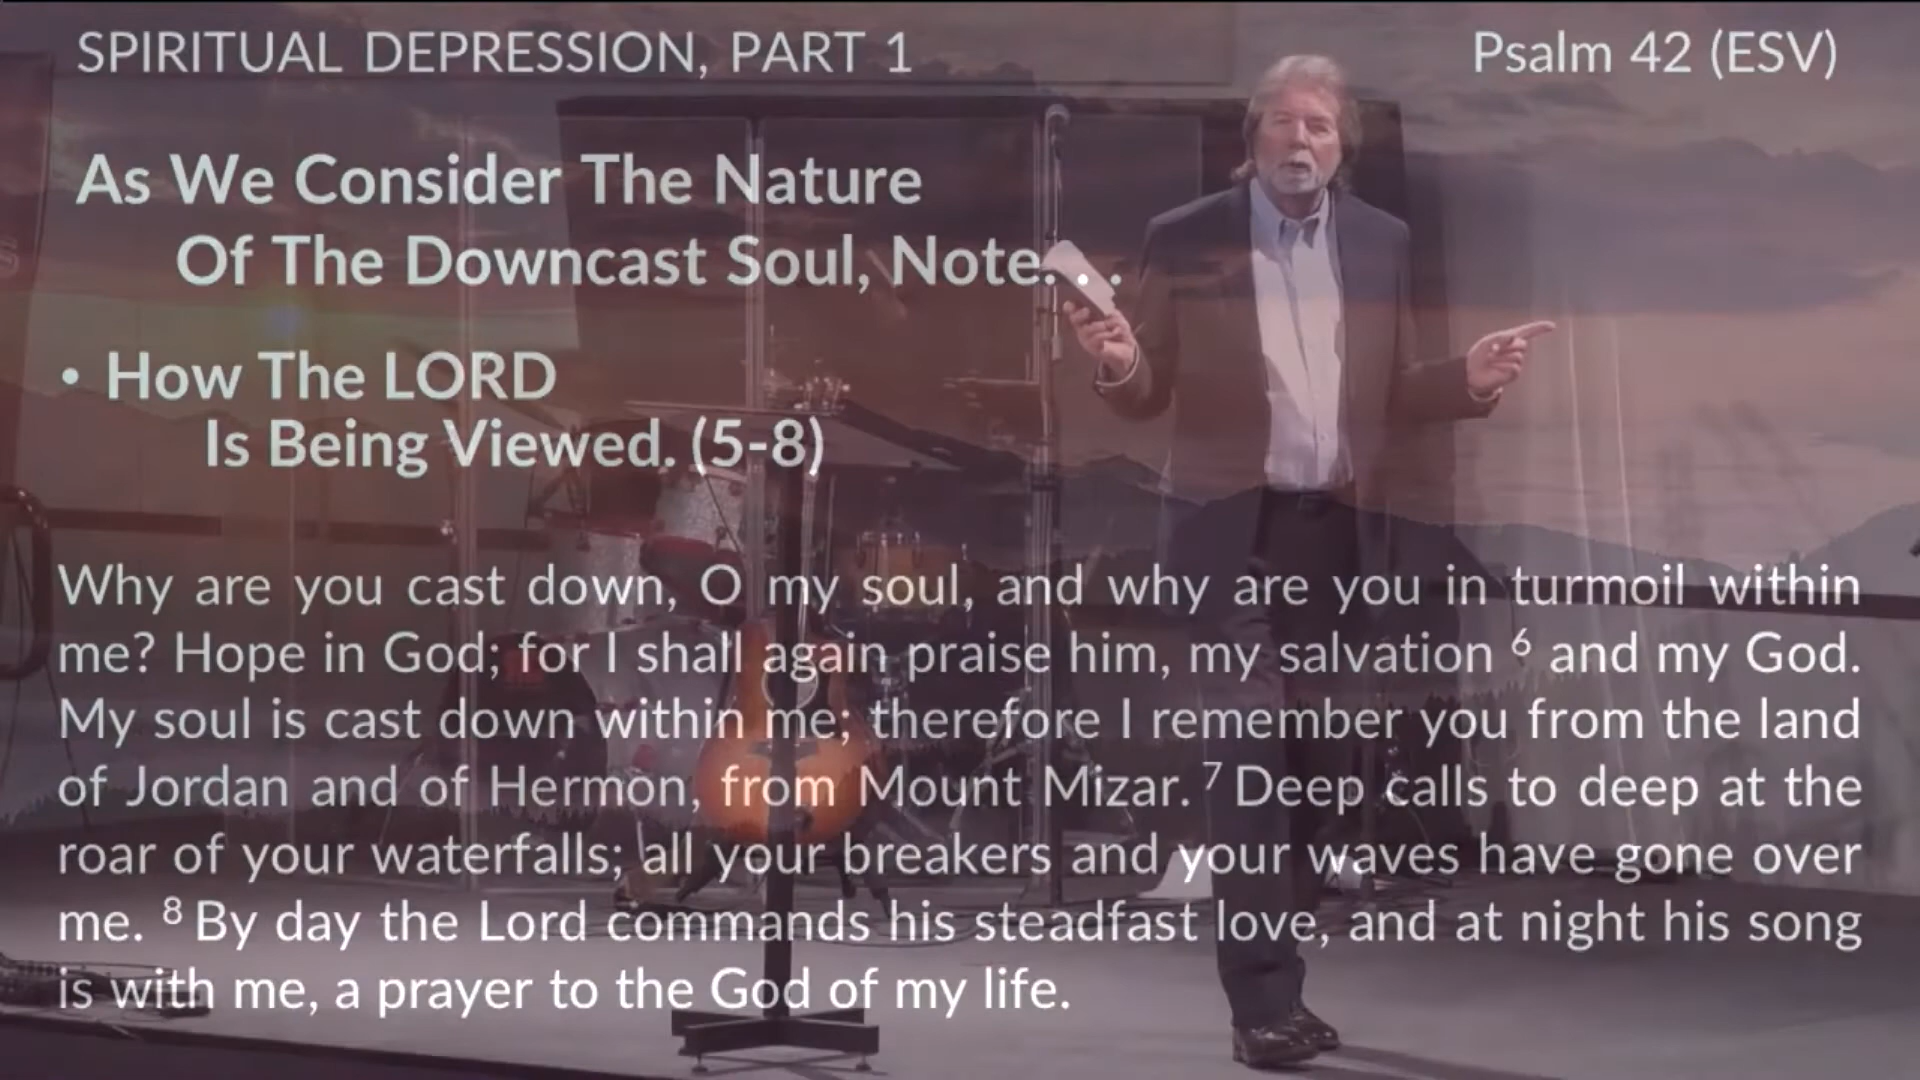 SPIRITUAL DEPRESSION, PART 1
Psalm 42 (ESV)
As We Consider The Nature
Of The Downcast Soul, Note. . .
• How The LORD
Is Being Viewed. (5-8)
Why are you cast down, O my soul, and why are you in turmoil within
me? Hope in God; for I shall again praise him, my salvation ⁶ and my God.
My soul is cast down within me; therefore I remember you from the land
of Jordan and of Hermon, from Mount Mizar. ⁷ Deep calls to deep at the
roar of your waterfalls; all your breakers and your waves have gone over
me. ⁸ By day the Lord commands his steadfast love, and at night his song
is with me, a prayer to the God of my life.